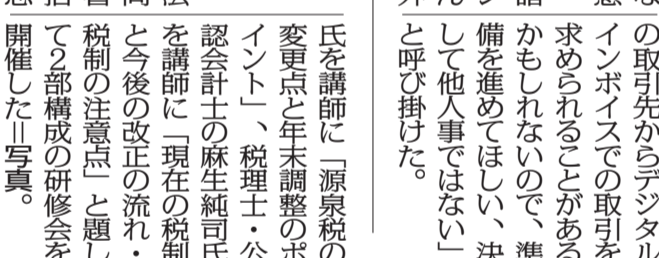 の取引先からデジタル
インボイスでの取引を
求められることがある
かもしれないので、準
備を進めてほしい、決
して他人事ではない」
と呼び掛けた。
氏を講師に「源泉税の
変更点と年末調整のポ
イント」、税理士・公
認会計士の麻生純司氏
を講師に「現在の税制
と今後の改正の流れ・
税制の注意点」と題し
て2部構成の研修会を
開催した＝写真。